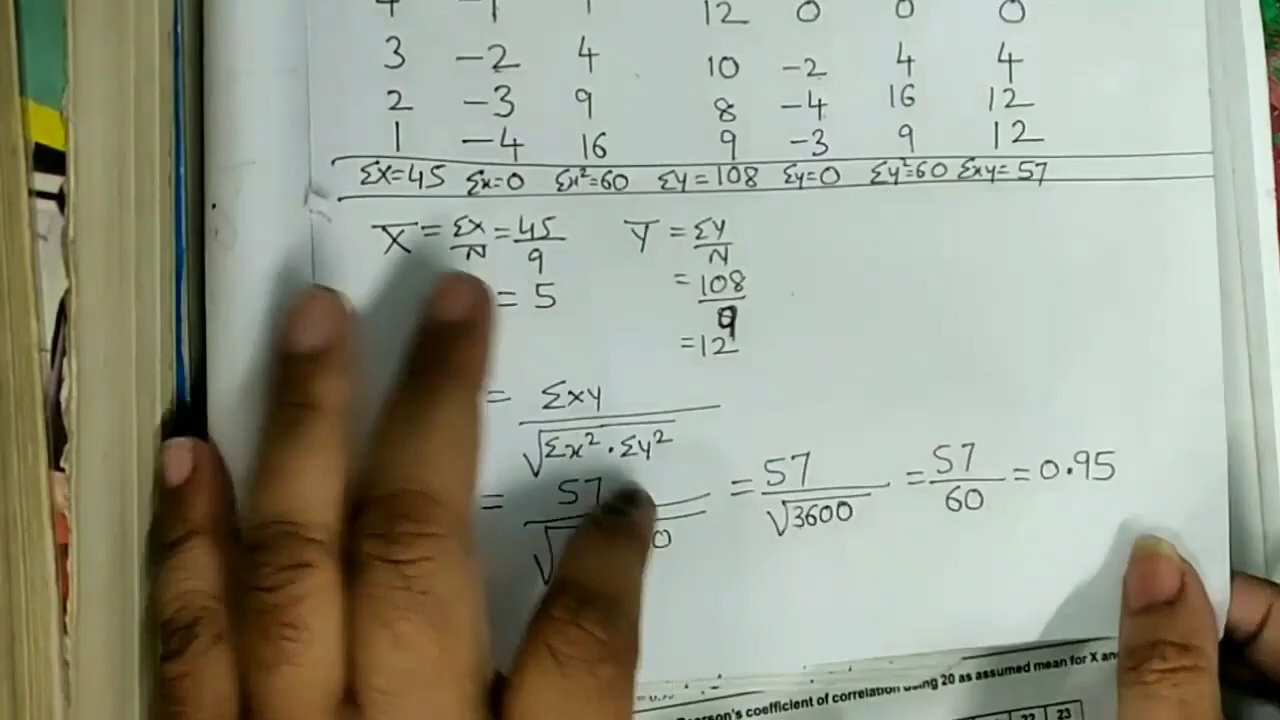 4 -1 1 12 0 0 0
3 -2 4 10 -2 4 4
2 -3 9 8 -4 16 12
1 -4 16 9 -3 9 12
ΣX=45 Σx=0 Σx²=60 ΣY=108 Σy=0 Σy²=60 Σxy=57
X̄ = ΣX/N = 45/9 Ȳ = ΣY/N
= 5 = 108/9
= 12
= Σxy/√Σx²·Σy²
= 57/√ 0 = 57/√3600 = 57/60 = 0.95
coefficient of correlation using 20 as assumed mean for X
22 23